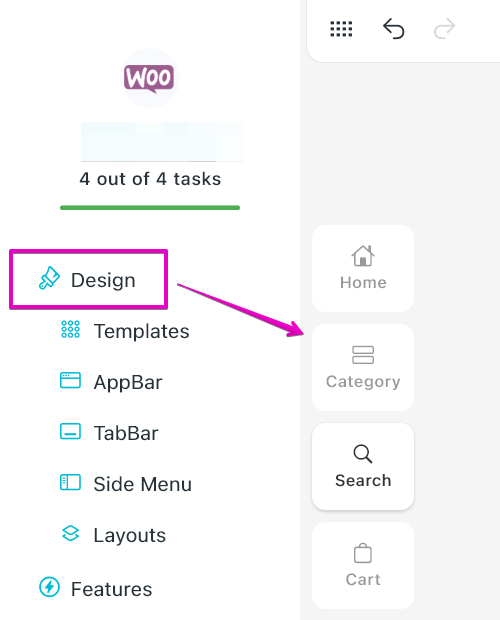 WOO
4 out of 4 tasks
Design
Templates
AppBar
TabBar
Side Menu
Layouts
Features
Home
Category
Search
Cart